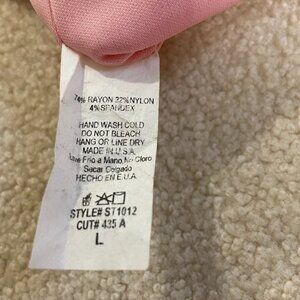 74% RAYON 22% NYLON
4% SPANDEX
HAND WASH COLD
DO NOT BLEACH
HANG OR LINE DRY
MADE IN U.S.A.
Lave Frio a Mano, No Cloro
Sacar Colgado
HECHO EN E.U.A.
STYLE# ST1012
CUT# 435 A
L